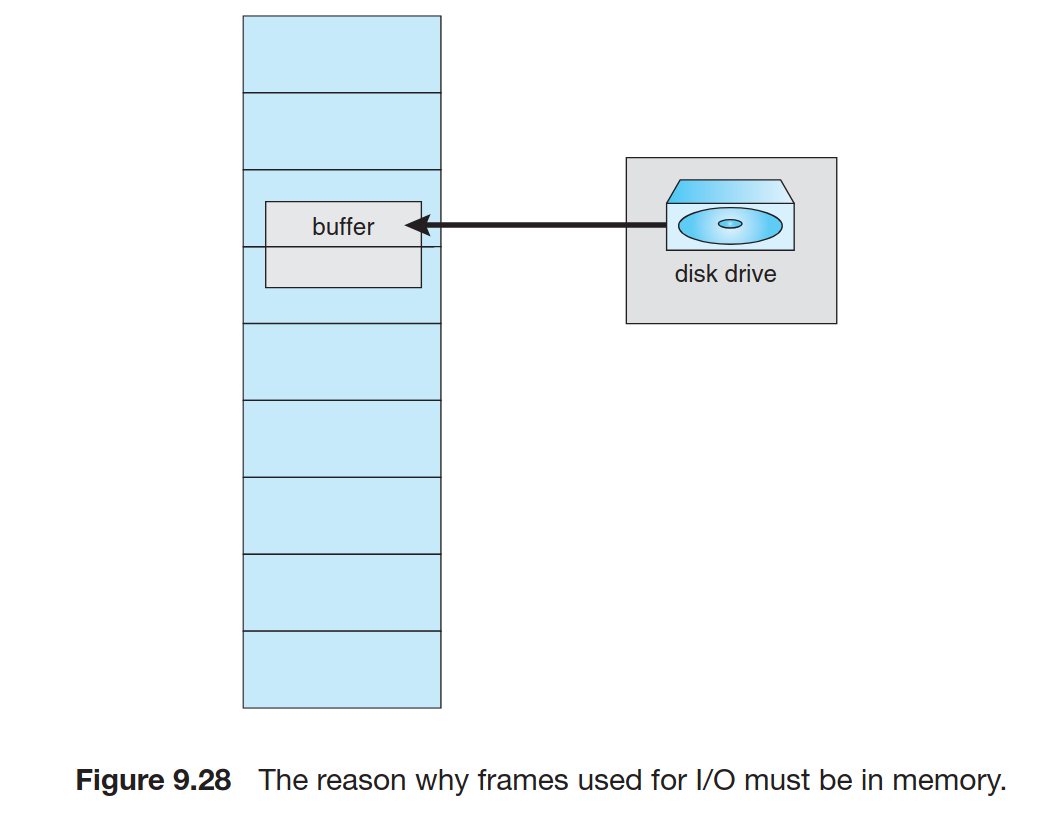 buffer
disk drive
Figure 9.28 The reason why frames used for I/O must be in memory.